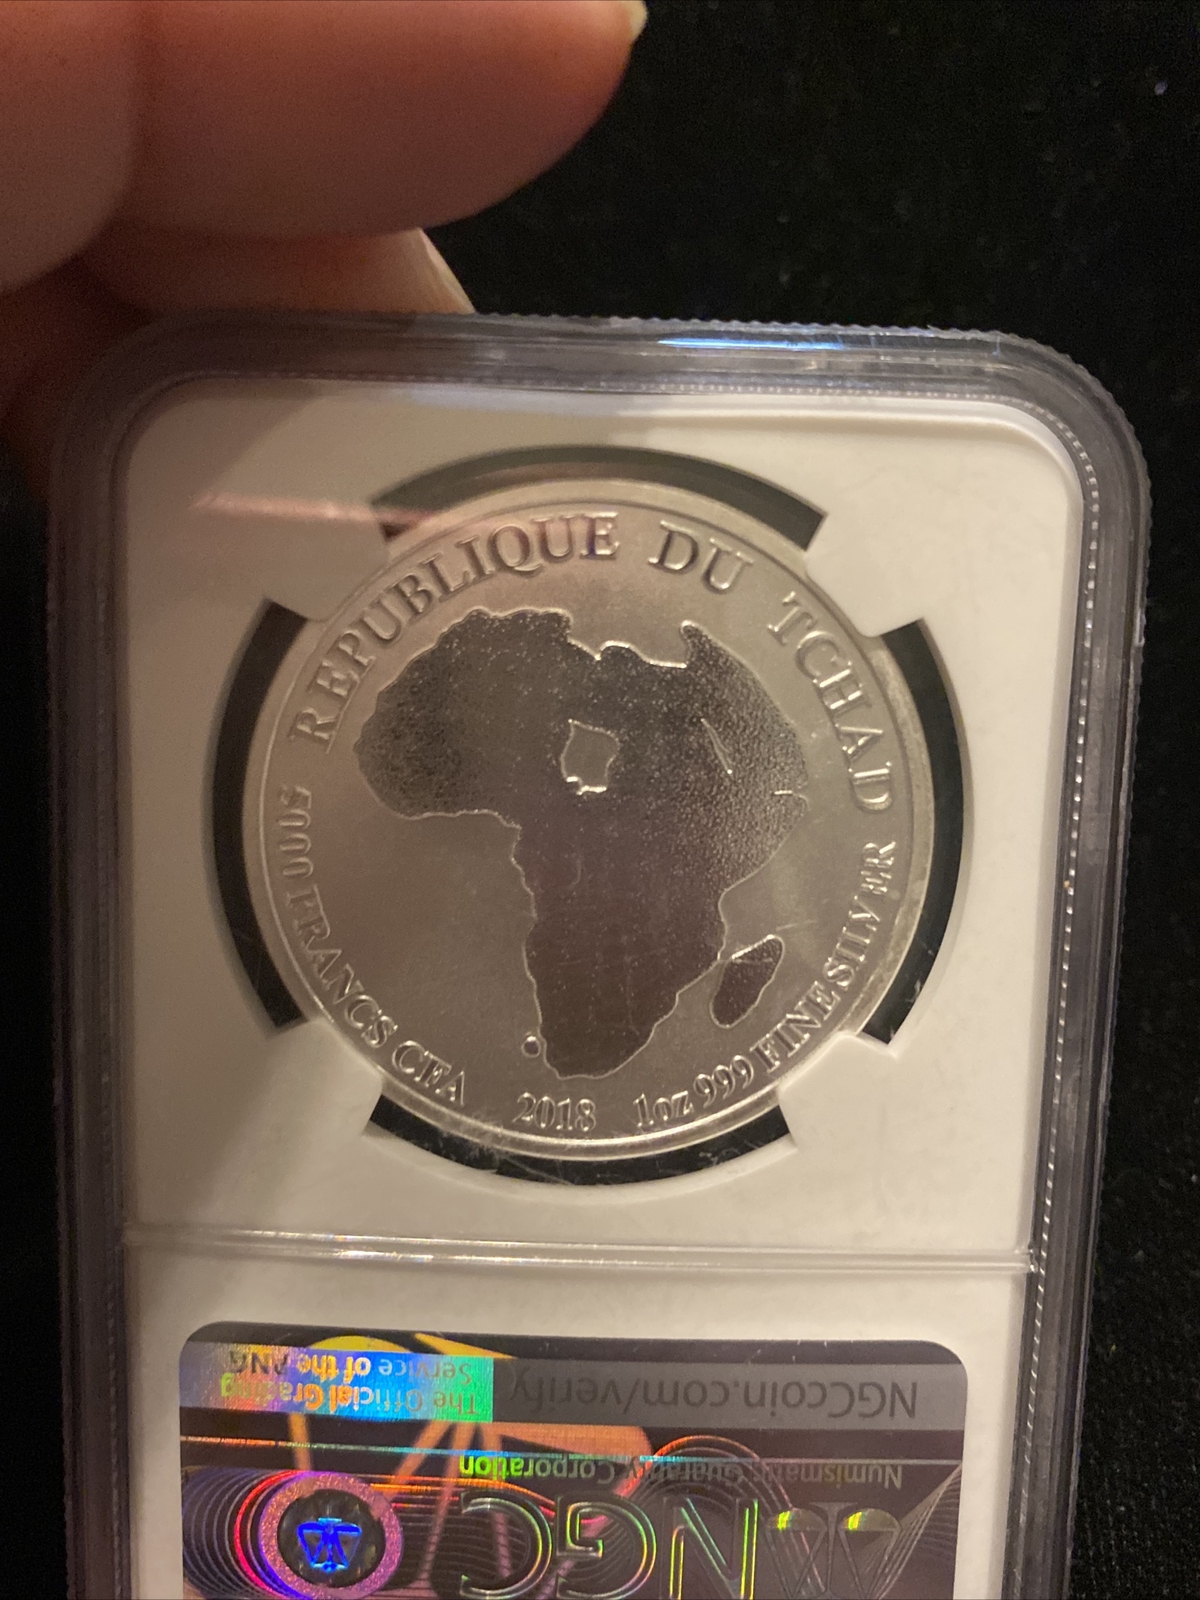 REPUBLIQUE DU TCHAD
5000 FRANCS CFA 2018 1oz 999 FINE SILVER
NGC
Numismatic Guaranty Corporation
NGCcoin.com/verify
The Official Grading
Service of the ANA